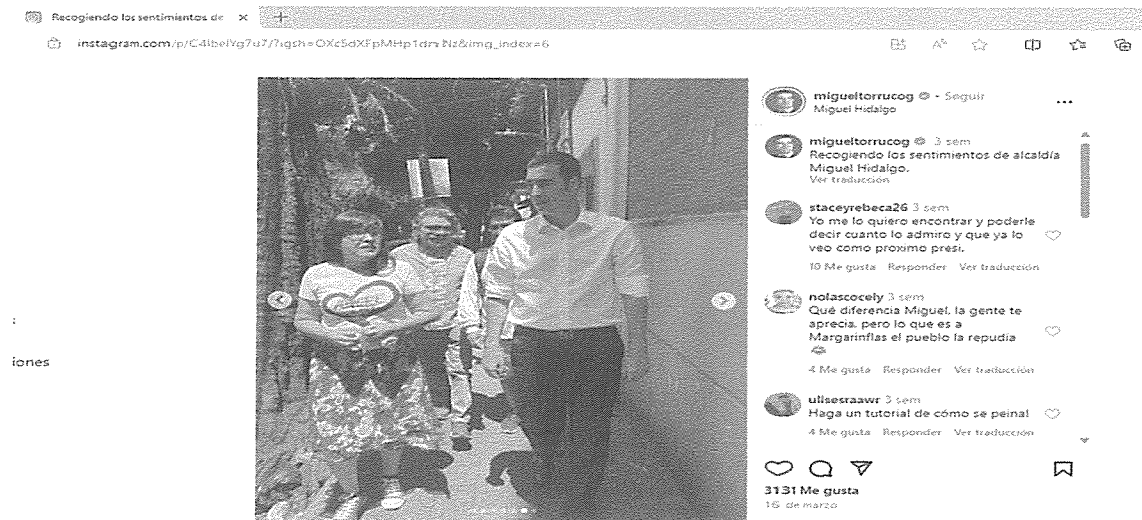 Recogiendo los sentimientos de
instagram.com/p/C4lbelYg7u7/?igsh=OXc5dXFpMHp1dnNz&img_index=6
migueltorrucog • Seguir
Miguel Hidalgo
migueltorrucog 3 sem
Recogiendo los sentimientos de alcaldía
Miguel Hidalgo.
Ver traducción
staceyrebeca26 3 sem
Yo me lo quiero encontrar y poderle
decir cuanto lo admiro y que ya lo
veo como proximo presi.
10 Me gusta Responder Ver traducción
nolascocely 3 sem
Qué diferencia Miguel, la gente te
aprecia, pero lo que es a
Margarinflas el pueblo la repudia
4 Me gusta Responder Ver traducción
ulisesraawr 3 sem
Haga un tutorial de cómo se peina!
4 Me gusta Responder Ver traducción
iones
3131 Me gusta
16 de marzo